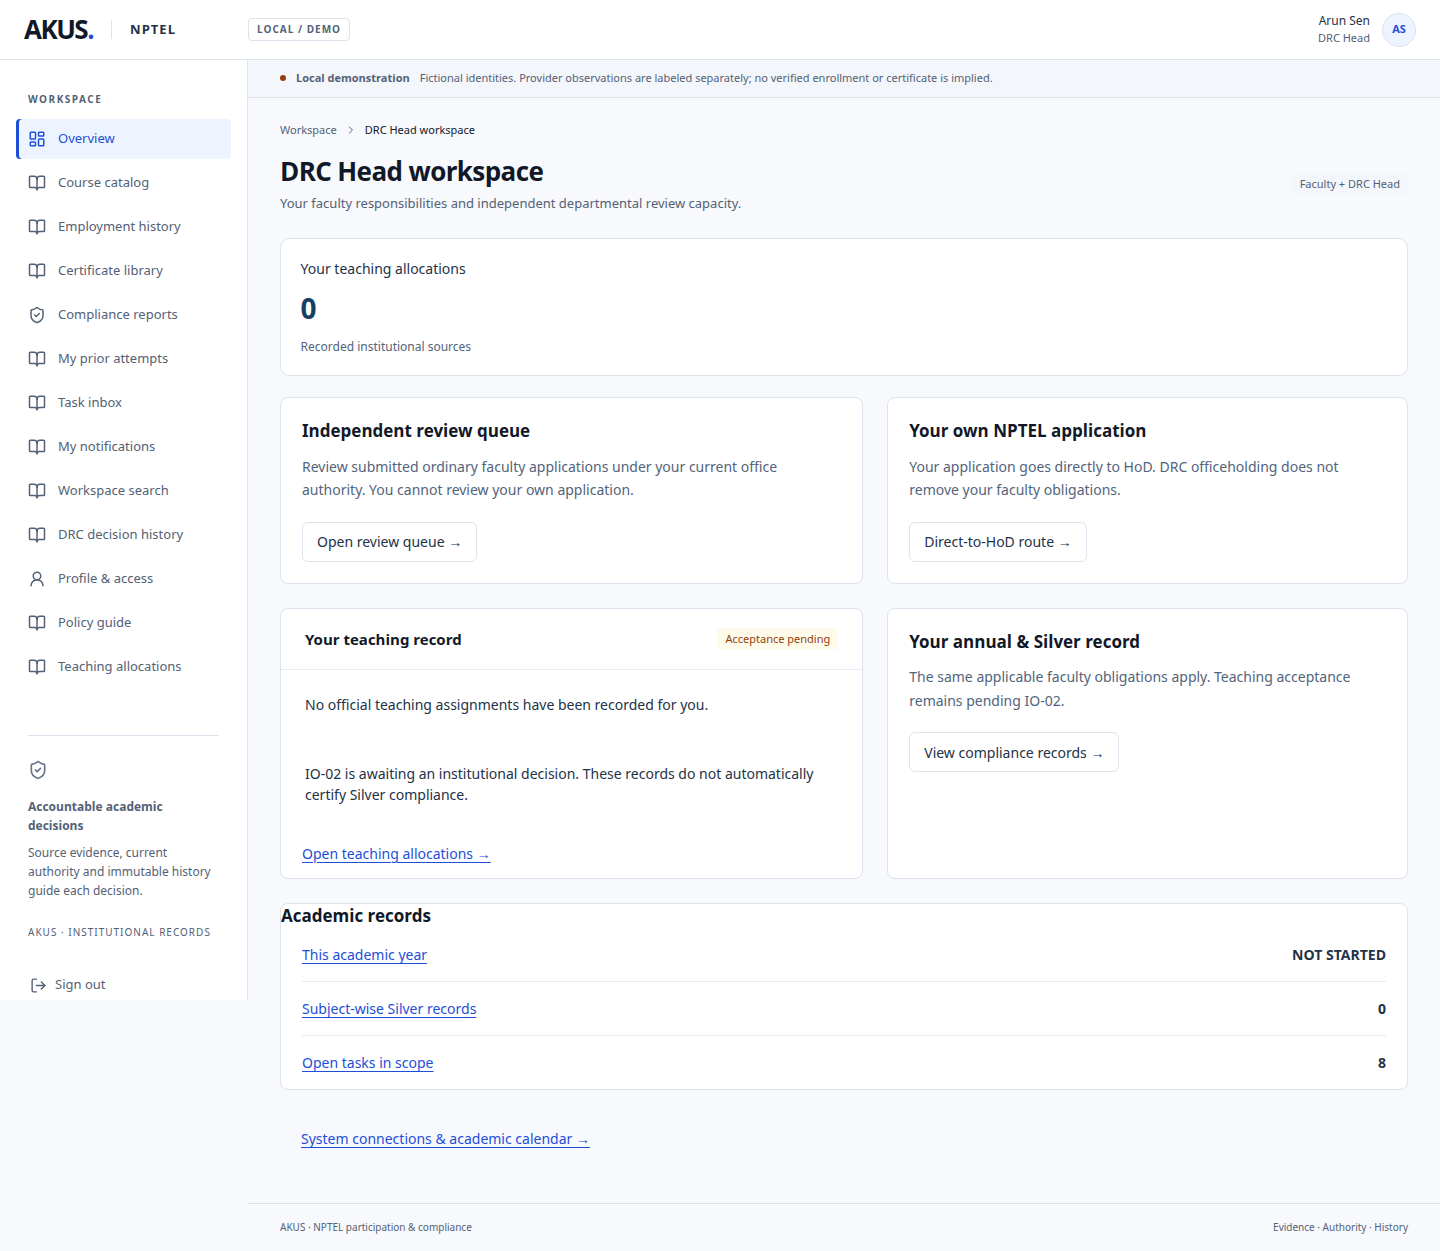 AKUS.
NPTEL
LOCAL / DEMO
Arun Sen
DRC Head
AS
WORKSPACE
Overview
Course catalog
Employment history
Certificate library
Compliance reports
My prior attempts
Task inbox
My notifications
Workspace search
DRC decision history
Profile & access
Policy guide
Teaching allocations
Accountable academic
decisions
Source evidence, current
authority and immutable history
guide each decision.
AKUS · INSTITUTIONAL RECORDS
Sign out
Local demonstration Fictional identities. Provider observations are labeled separately; no verified enrollment or certificate is implied.
Workspace > DRC Head workspace
DRC Head workspace
Your faculty responsibilities and independent departmental review capacity.
Faculty + DRC Head
Your teaching allocations
0
Recorded institutional sources
Independent review queue
Review submitted ordinary faculty applications under your current office
authority. You cannot review your own application.
Open review queue →
Your own NPTEL application
Your application goes directly to HoD. DRC officeholding does not
remove your faculty obligations.
Direct-to-HoD route →
Your teaching record
Acceptance pending
No official teaching assignments have been recorded for you.
IO-02 is awaiting an institutional decision. These records do not automatically
certify Silver compliance.
Open teaching allocations →
Your annual & Silver record
The same applicable faculty obligations apply. Teaching acceptance
remains pending IO-02.
View compliance records →
Academic records
This academic year NOT STARTED
Subject-wise Silver records 0
Open tasks in scope 8
System connections & academic calendar →
AKUS · NPTEL participation & compliance
Evidence · Authority · History